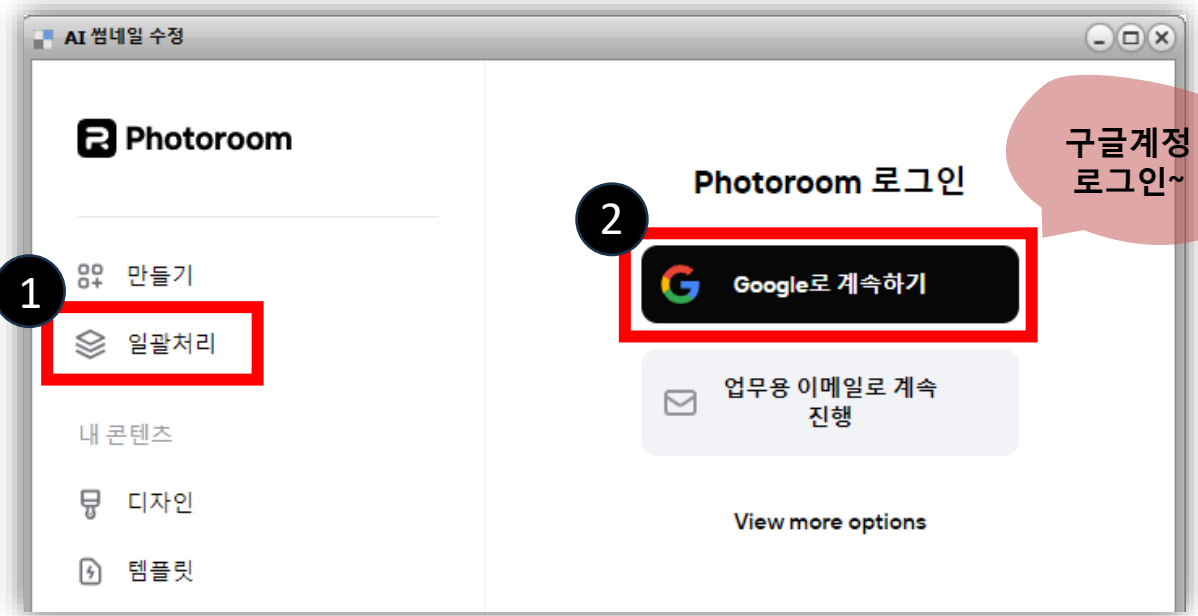 AI 썸네일 수정
Photoroom
1
만들기
일괄처리
내 콘텐츠
디자인
템플릿
Photoroom 로그인
2
Google로 계속하기
업무용 이메일로 계속
진행
View more options
구글계정
로그인~